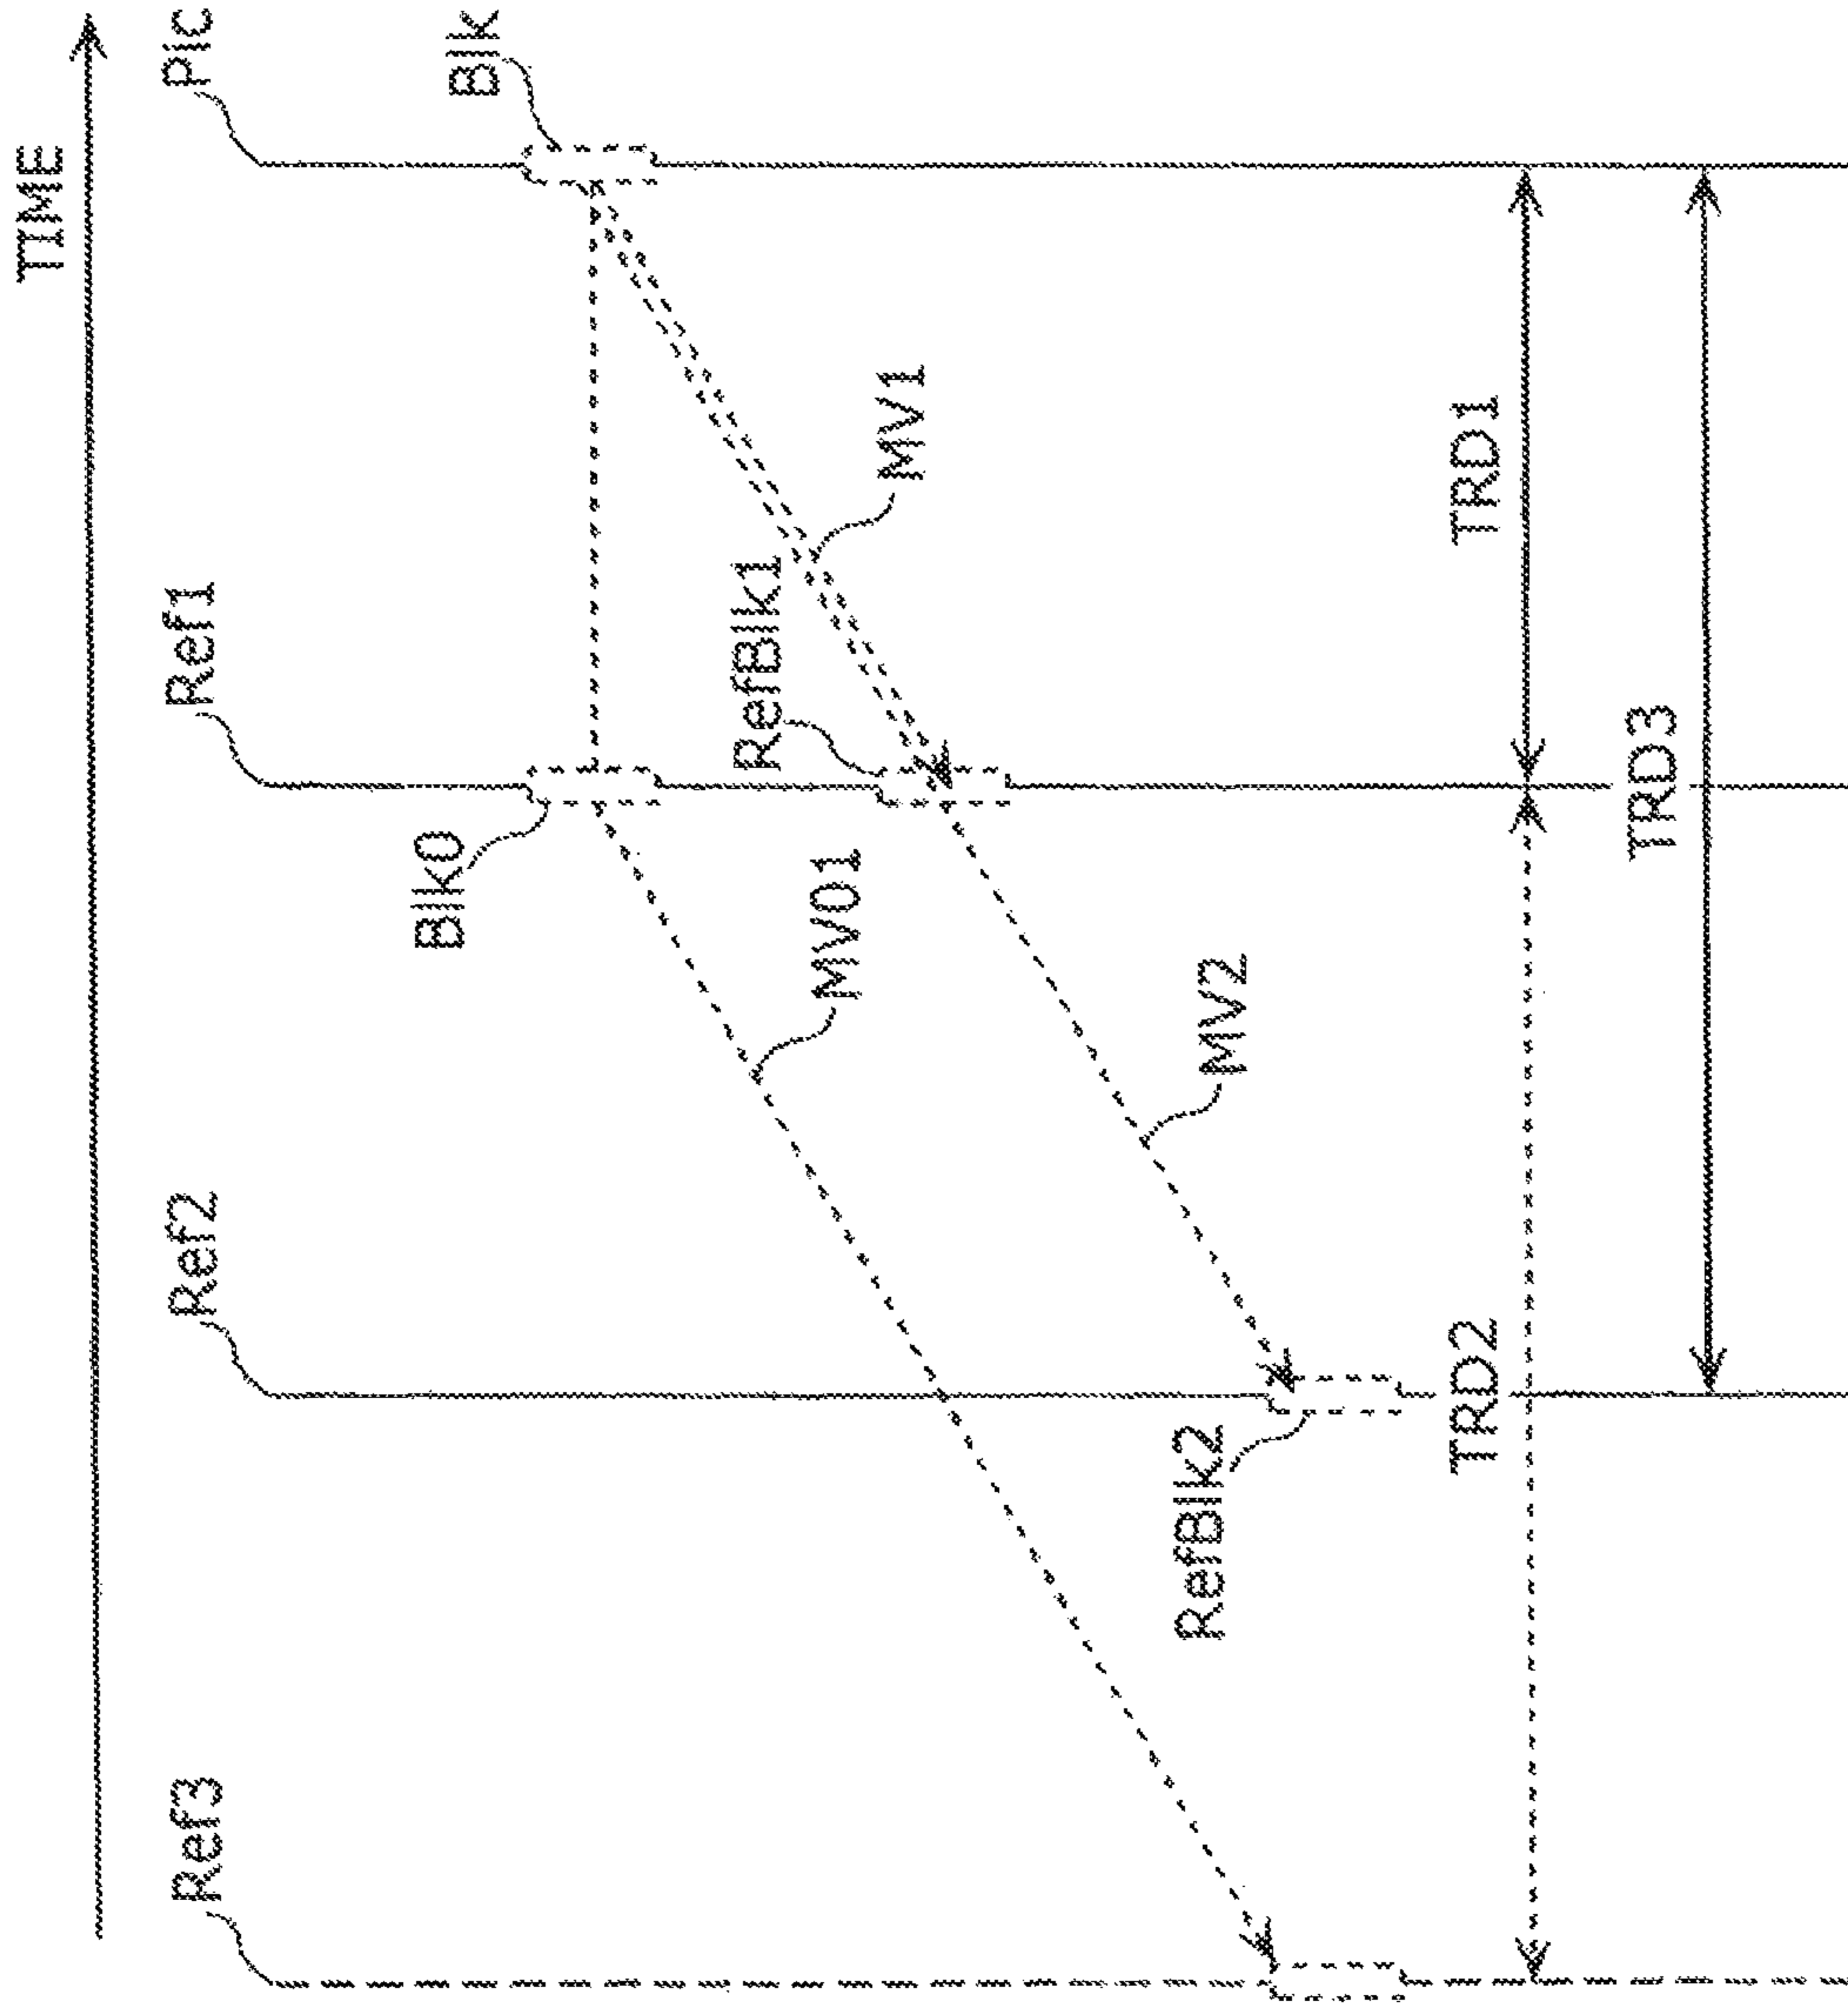 TIME
Pic
Ref1
Ref2
Ref3
Blk
Blk0
RefBlk1
MV1
MV01
MV2
RefBlk2
TRD1
TRD2
TRD3